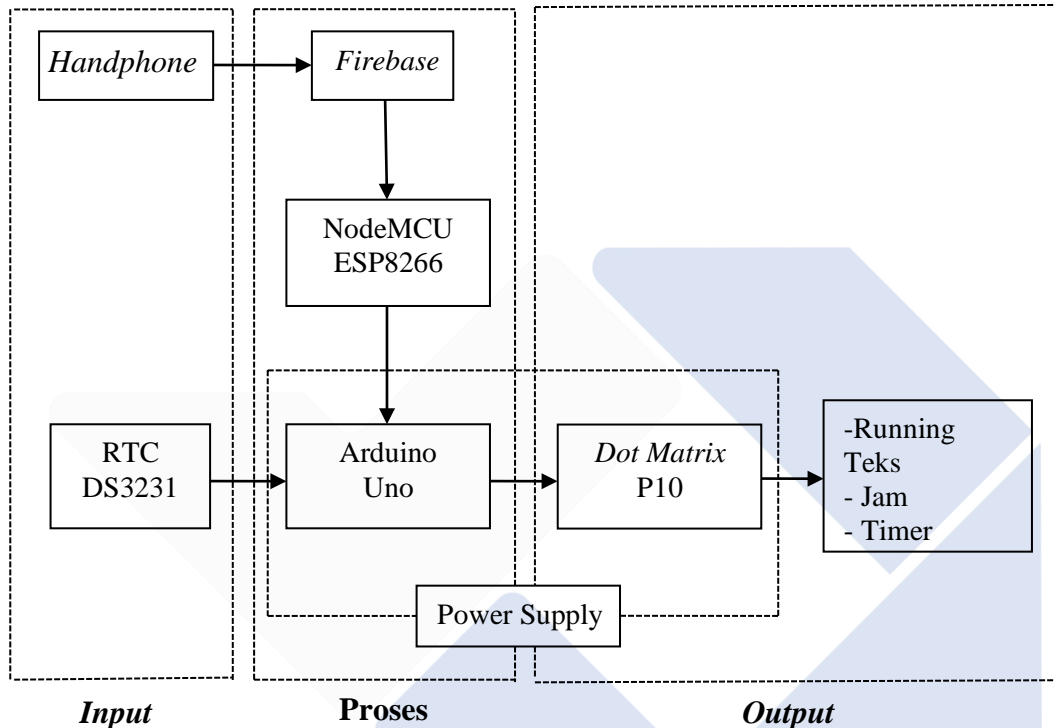 Handphone
Firebase
NodeMCU
ESP8266
RTC
DS3231
Arduino
Uno
Dot Matrix
P10
-Running
Teks
- Jam
- Timer
Power Supply
Input
Proses
Output